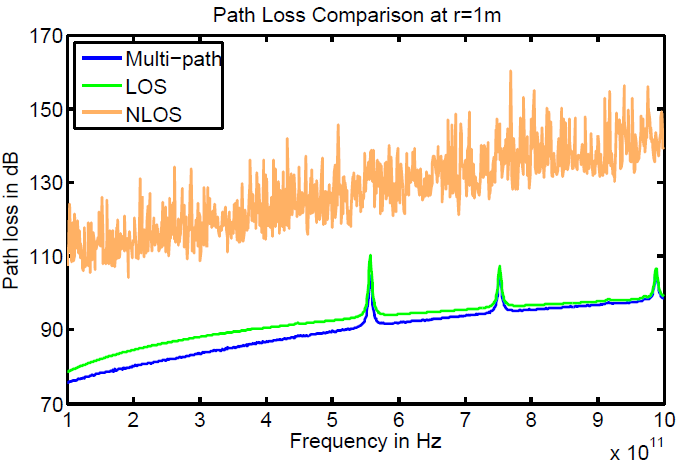 Path Loss Comparison at r=1m
170
150
130
110
90
70
Path loss in dB
Multi-path
LOS
NLOS
1 2 3 4 5 6 7 8 9 10
Frequency in Hz
x 10^11